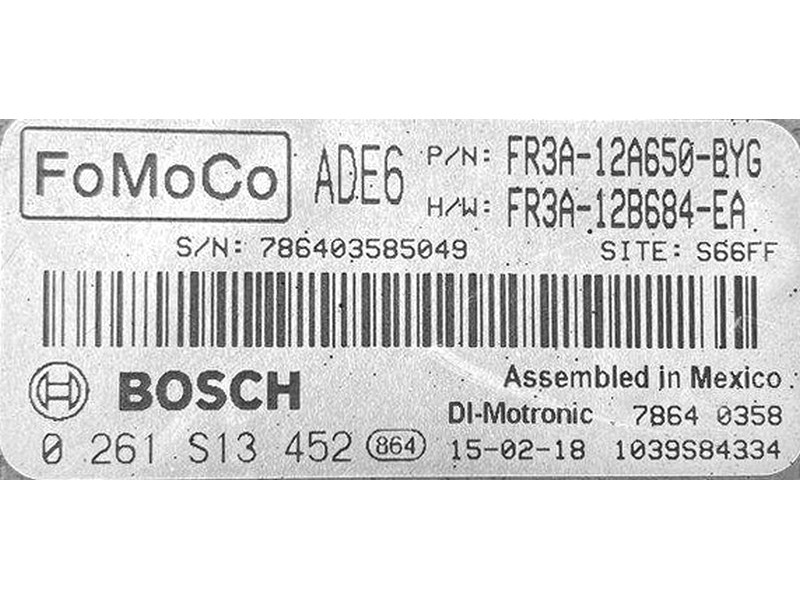 FoMoCo ADE6 P/N: FR3A-12A650-BYG
H/W: FR3A-12B684-EA
S/N: 786403585049 SITE: S66FF
BOSCH Assembled in Mexico
DI-Motronic 7864 0358
0 261 S13 452 864 15-02-18 1039S84334